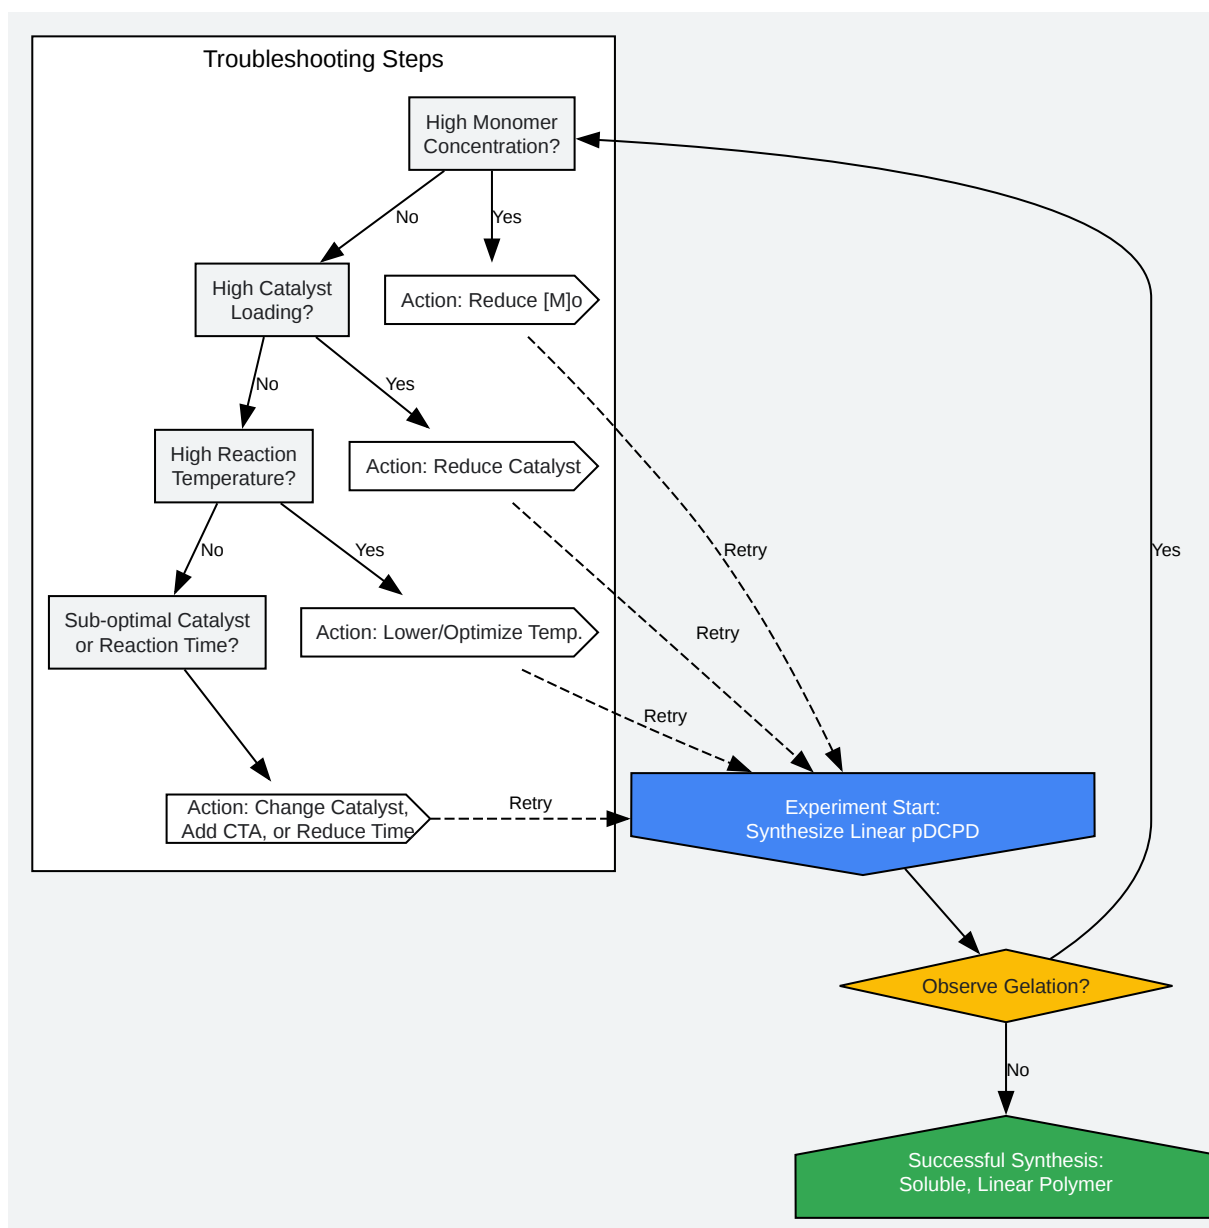 Troubleshooting Steps
High Monomer
Concentration?
No
Yes
High Catalyst
Loading?
Action: Reduce [M]o
No
Yes
High Reaction
Temperature?
Action: Reduce Catalyst
No
Yes
Retry
Yes
Sub-optimal Catalyst
or Reaction Time?
Action: Lower/Optimize Temp.
Retry
Retry
Action: Change Catalyst,
Add CTA, or Reduce Time
Retry
Experiment Start:
Synthesize Linear pDCPD
Observe Gelation?
No
Successful Synthesis:
Soluble, Linear Polymer